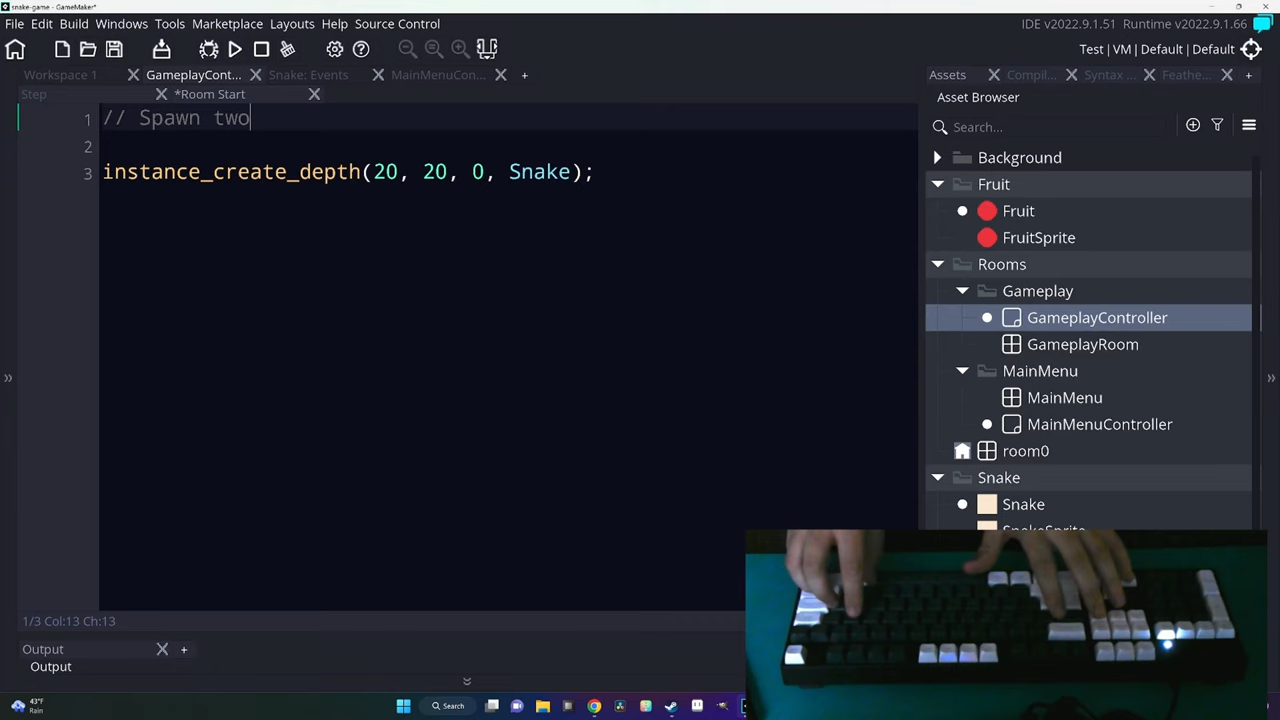 snake-game - GameMaker*
File Edit Build Windows Tools Marketplace Layouts Help Source Control
IDE v2022.9.1.51 Runtime v2022.9.1.66
Test | VM | Default | Default
Workspace 1
GameplayCont...
Snake: Events
MainMenuCon...
Step
*Room Start
1 // Spawn two
2
3 instance_create_depth(20, 20, 0, Snake);
1/3 Col:13 Ch:13
Output
Output
Assets
Compil...
Syntax ...
Feathe...
Asset Browser
Search...
Background
Fruit
Fruit
FruitSprite
Rooms
Gameplay
GameplayController
GameplayRoom
MainMenu
MainMenu
MainMenuController
room0
Snake
Snake
SnakeSprite
43°F
Rain
Search